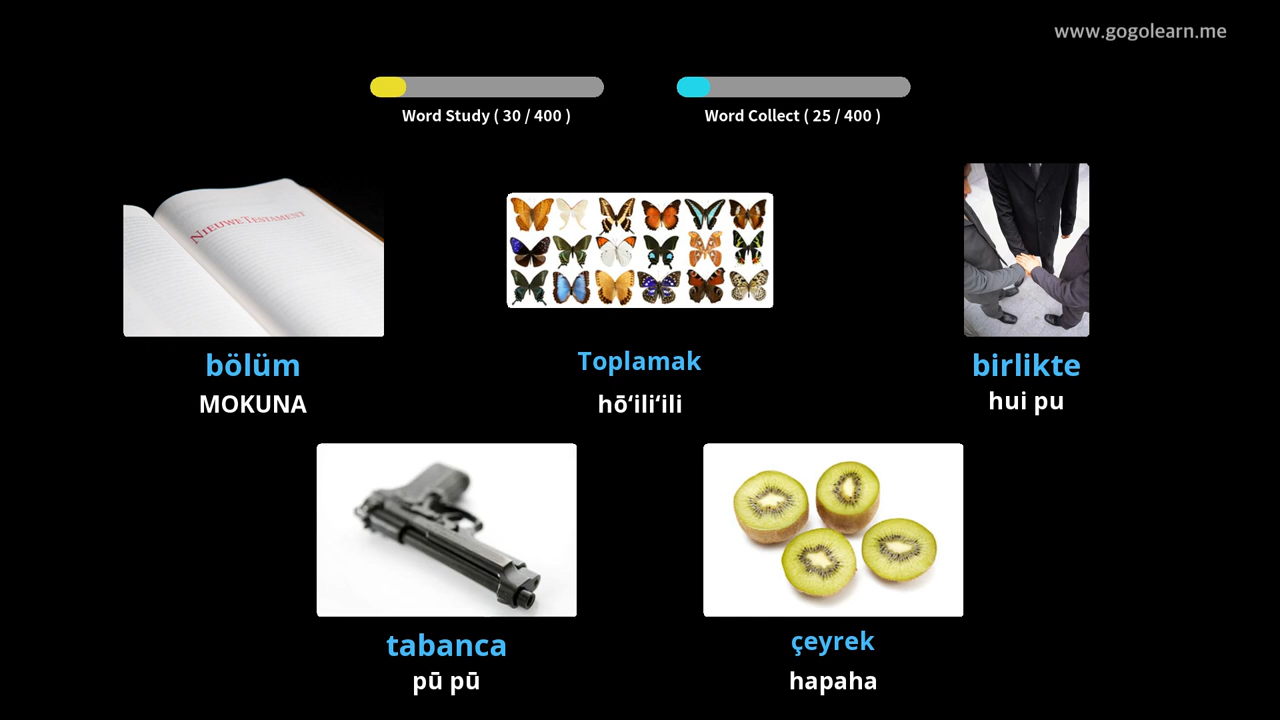 www.gogolearn.me
Word Study ( 30 / 400 )
Word Collect ( 25 / 400 )
NIEUWE TESTAMENT
bölüm
MOKUNA
Toplamak
hōʻiliʻili
birlikte
hui pu
tabanca
pū pū
çeyrek
hapaha